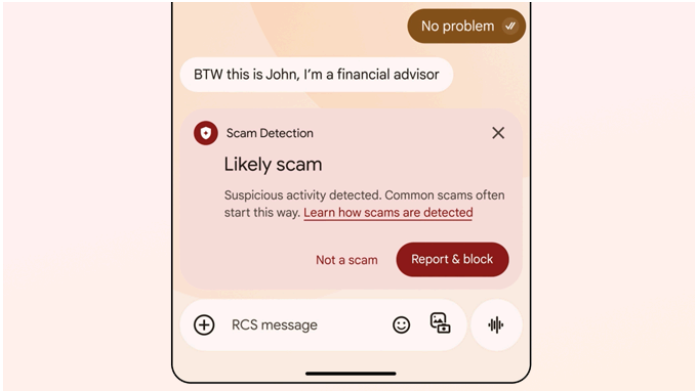 No problem
BTW this is John, I'm a financial advisor
Scam Detection
Likely scam
Suspicious activity detected. Common scams often
start this way. Learn how scams are detected
Not a scam
Report & block
RCS message